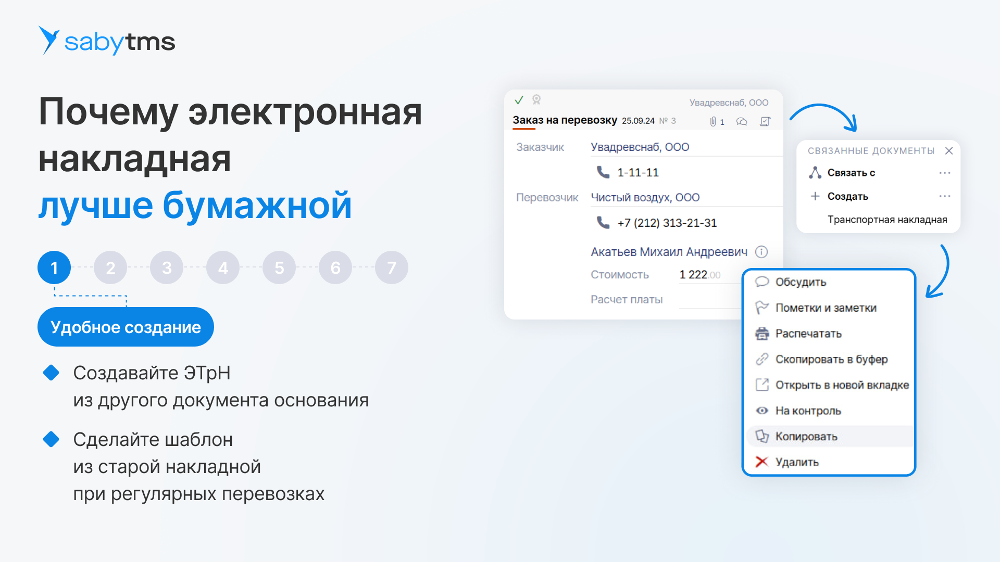 sabytms
Почему электронная
накладная
лучше бумажной
1 2 3 4 5 6 7
Удобное создание
Создавайте ЭТрН
из другого документа основания
Сделайте шаблон
из старой накладной
при регулярных перевозках
Увадревснаб, ООО
Заказ на перевозку 25.09.24 № 3 1
Заказчик Увадревснаб, ООО
1-11-11
Перевозчик Чистый воздух, ООО
+7 (212) 313-21-31
Акатьев Михаил Андреевич
Стоимость 1 222.00
Расчет платы
СВЯЗАННЫЕ ДОКУМЕНТЫ
Связать с
Создать
Транспортная накладная
Обсудить
Пометки и заметки
Распечатать
Скопировать в буфер
Открыть в новой вкладке
На контроль
Копировать
Удалить